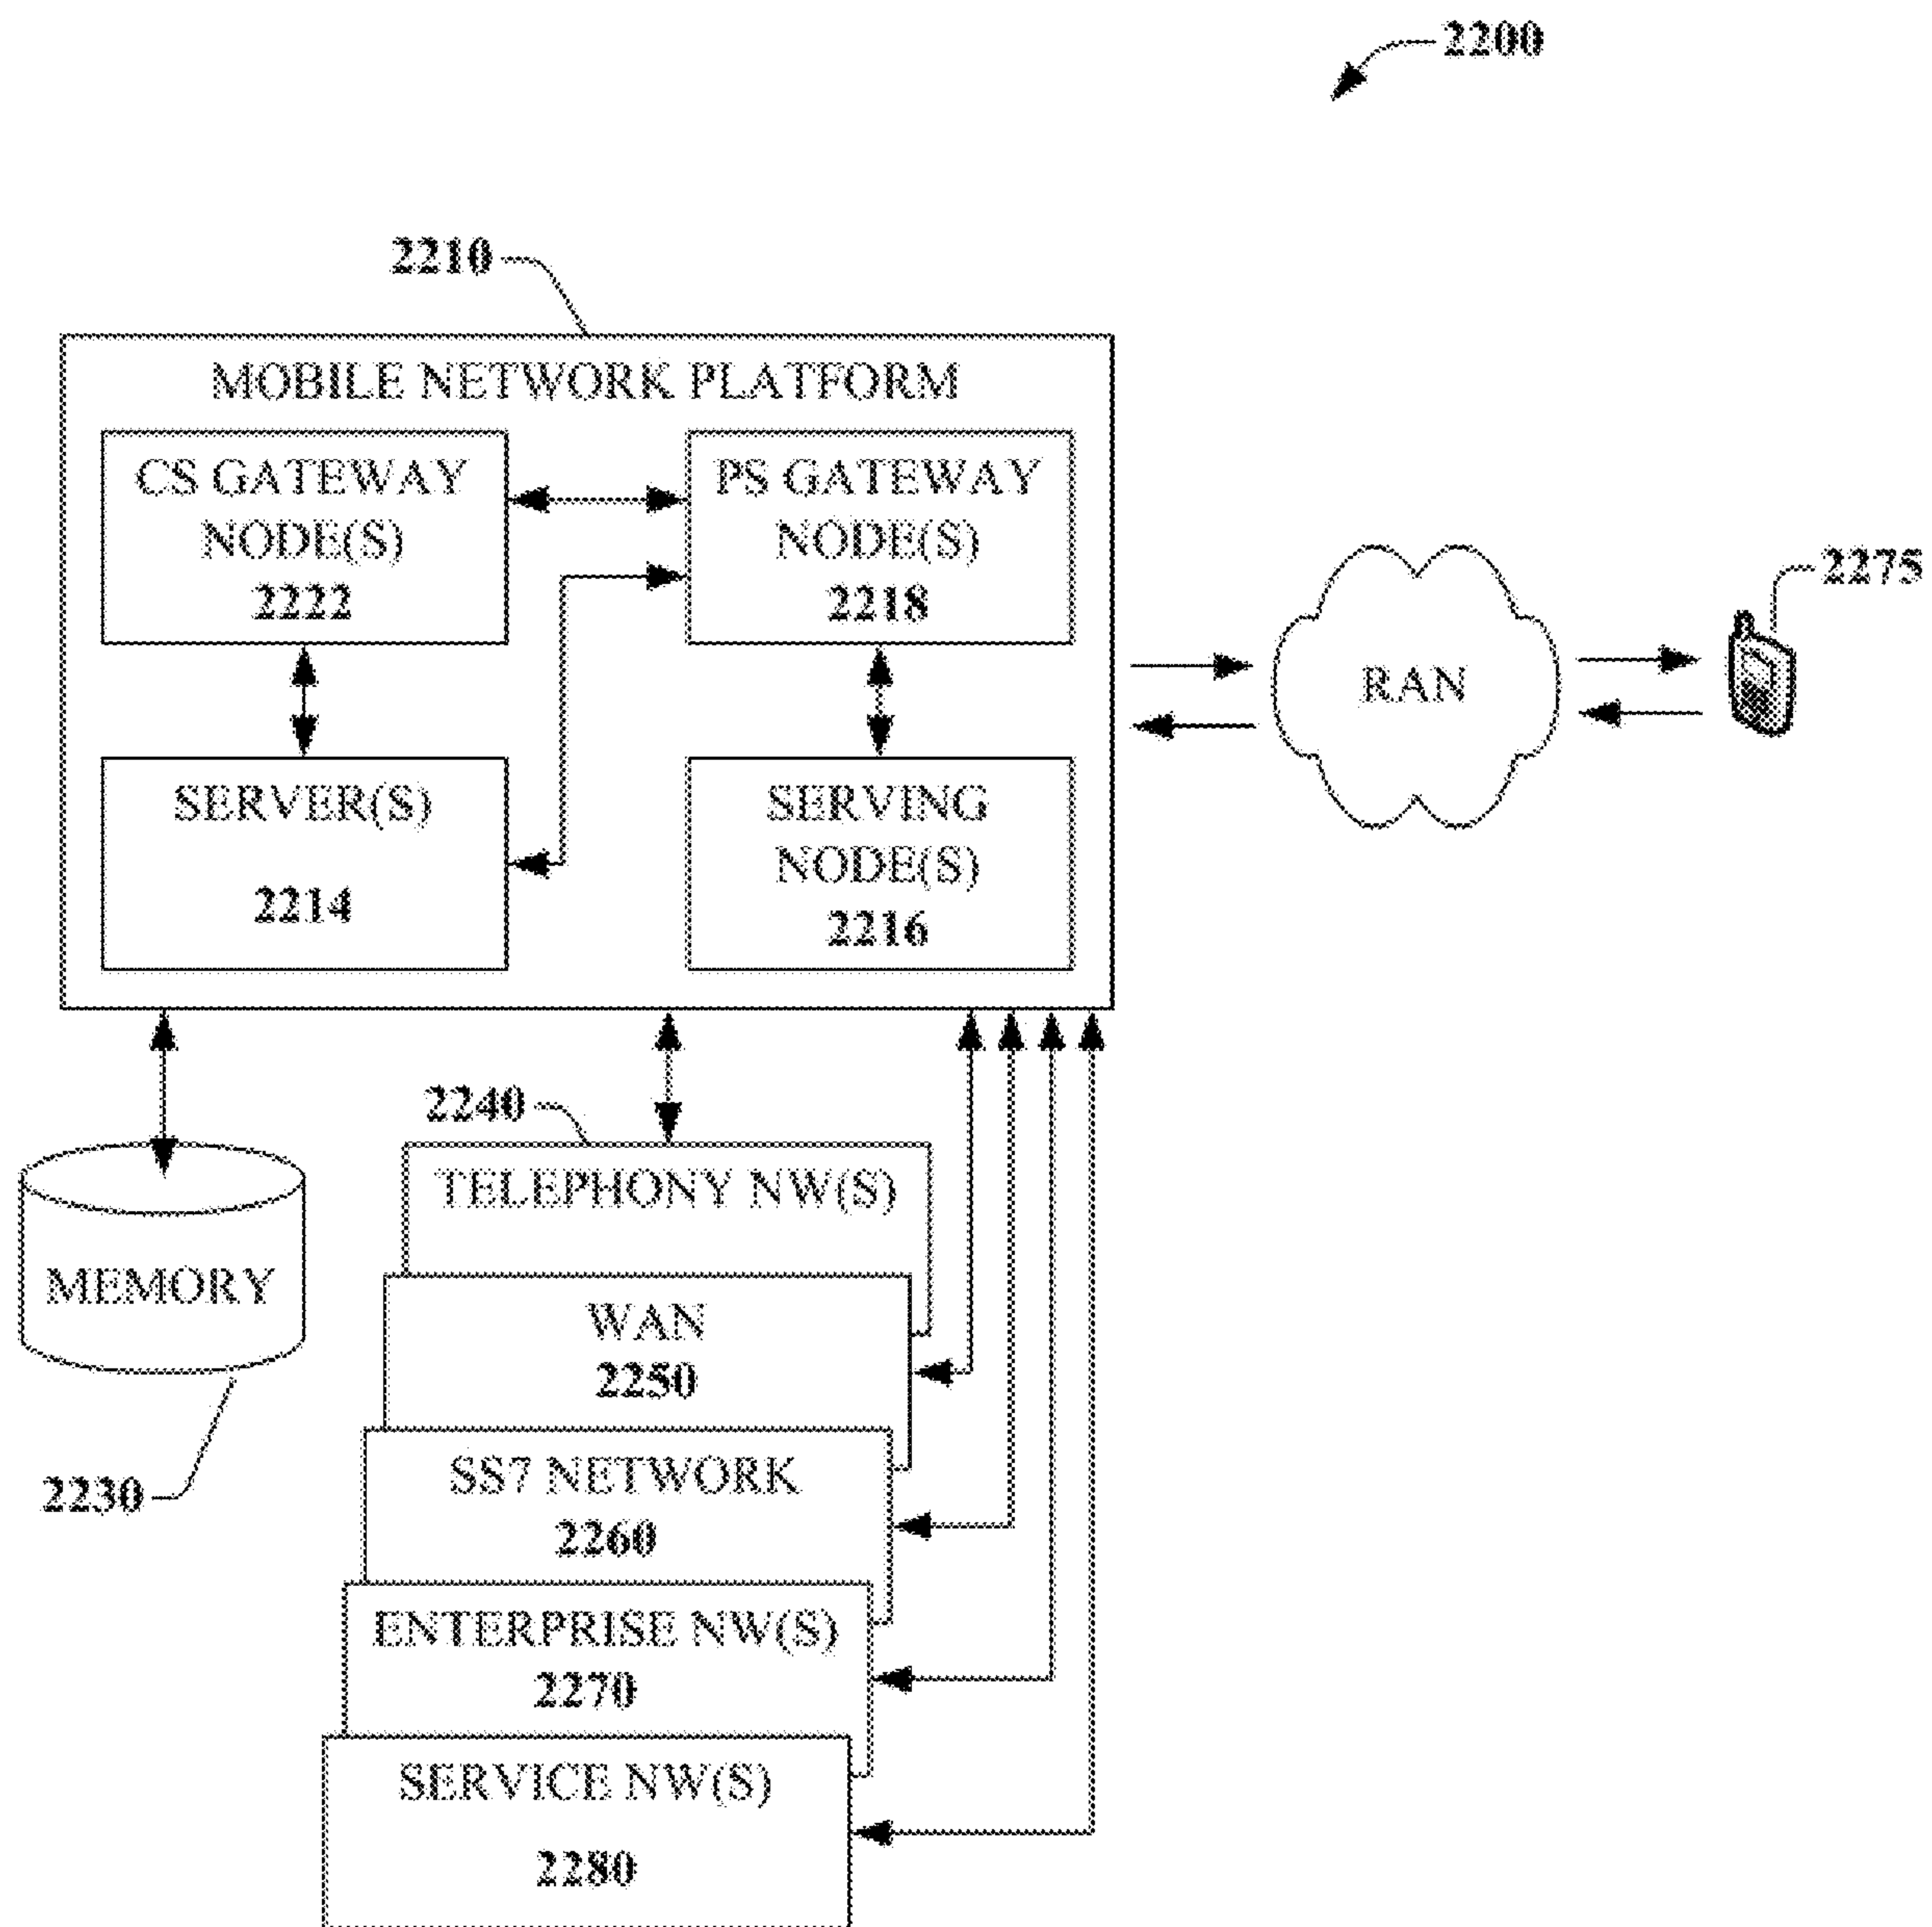 2200
2210
MOBILE NETWORK PLATFORM
CS GATEWAY
NODE(S)
2222
PS GATEWAY
NODE(S)
2218
SERVER(S)
2214
SERVING
NODE(S)
2216
RAN
2275
2240
TELEPHONY NW(S)
MEMORY
2230
WAN
2250
SS7 NETWORK
2260
ENTERPRISE NW(S)
2270
SERVICE NW(S)
2280